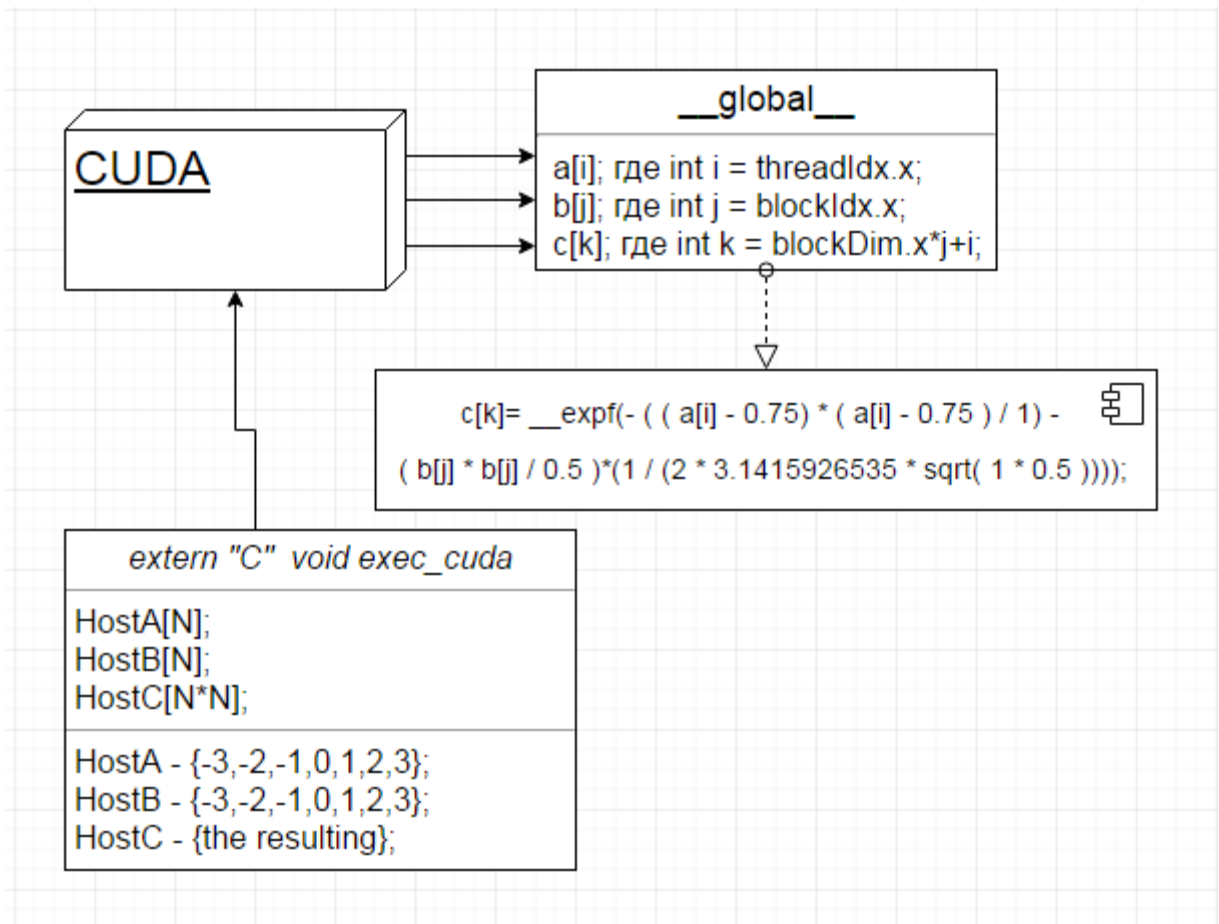 CUDA
__global__
a[i]; где int i = threadIdx.x;
b[j]; где int j = blockIdx.x;
c[k]; где int k = blockDim.x*j+i;
c[k]= __expf(- ( ( a[i] - 0.75) * ( a[i] - 0.75 ) / 1) -
( b[j] * b[j] / 0.5 )*(1 / (2 * 3.1415926535 * sqrt( 1 * 0.5 ))));
extern "C" void exec_cuda
HostA[N];
HostB[N];
HostC[N*N];
HostA - {-3,-2,-1,0,1,2,3};
HostB - {-3,-2,-1,0,1,2,3};
HostC - {the resulting};